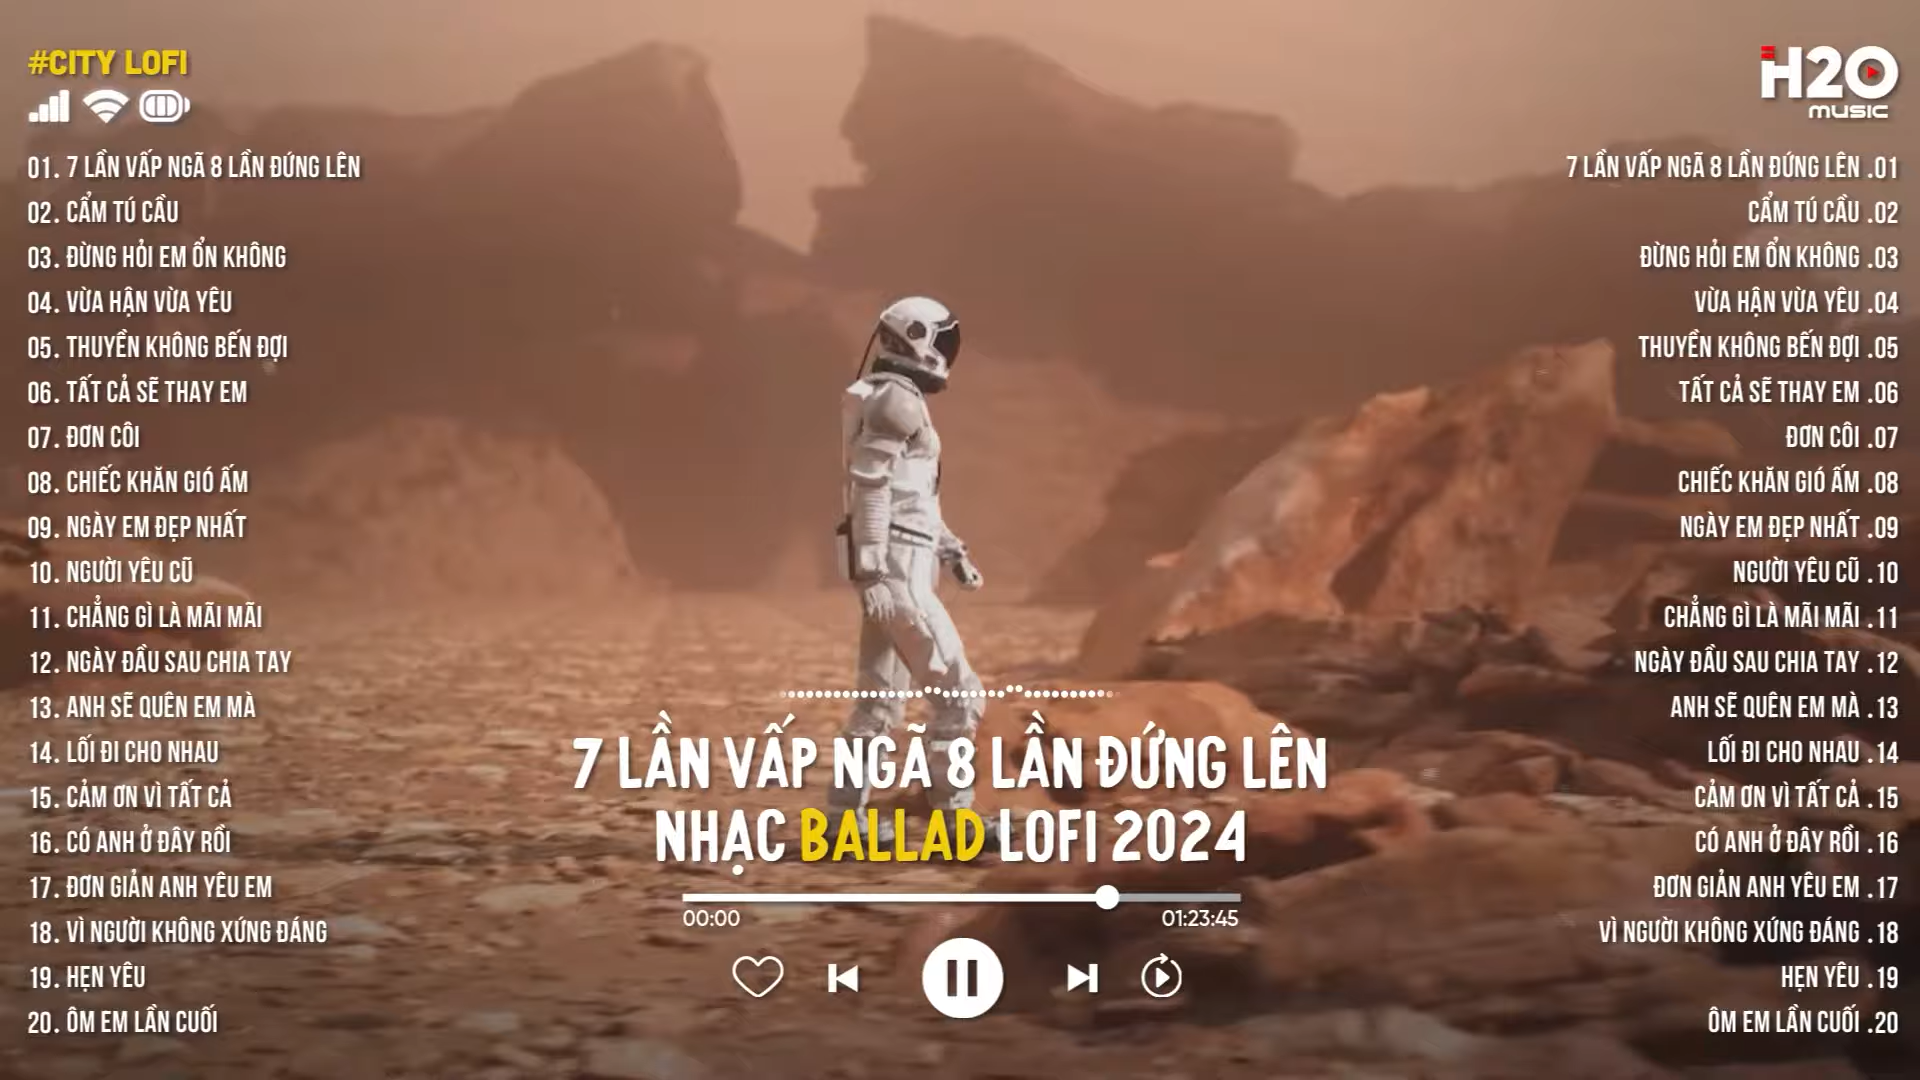 #CITY LOFI
H2O
MUSIC
01. 7 LẦN VẤP NGÃ 8 LẦN ĐỨNG LÊN
02. CẨM TÚ CẦU
03. ĐỪNG HỎI EM ỔN KHÔNG
04. VỪA HẬN VỪA YÊU
05. THUYỀN KHÔNG BẾN ĐỢI
06. TẤT CẢ SẼ THAY EM
07. ĐƠN CÔI
08. CHIẾC KHĂN GIÓ ẤM
09. NGÀY EM ĐẸP NHẤT
10. NGƯỜI YÊU CŨ
11. CHẲNG GÌ LÀ MÃI MÃI
12. NGÀY ĐẦU SAU CHIA TAY
13. ANH SẼ QUÊN EM MÀ
14. LỐI ĐI CHO NHAU
15. CẢM ƠN VÌ TẤT CẢ
16. CÓ ANH Ở ĐÂY RỒI
17. ĐƠN GIẢN ANH YÊU EM
18. VÌ NGƯỜI KHÔNG XỨNG ĐÁNG
19. HẸN YÊU
20. ÔM EM LẦN CUỐI
7 LẦN VẤP NGÃ 8 LẦN ĐỨNG LÊN
NHẠC BALLAD LOFI 2024
00:00 01:23:45
7 LẦN VẤP NGÃ 8 LẦN ĐỨNG LÊN .01
CẨM TÚ CẦU .02
ĐỪNG HỎI EM ỔN KHÔNG .03
VỪA HẬN VỪA YÊU .04
THUYỀN KHÔNG BẾN ĐỢI .05
TẤT CẢ SẼ THAY EM .06
ĐƠN CÔI .07
CHIẾC KHĂN GIÓ ẤM .08
NGÀY EM ĐẸP NHẤT .09
NGƯỜI YÊU CŨ .10
CHẲNG GÌ LÀ MÃI MÃI .11
NGÀY ĐẦU SAU CHIA TAY .12
ANH SẼ QUÊN EM MÀ .13
LỐI ĐI CHO NHAU .14
CẢM ƠN VÌ TẤT CẢ .15
CÓ ANH Ở ĐÂY RỒI .16
ĐƠN GIẢN ANH YÊU EM .17
VÌ NGƯỜI KHÔNG XỨNG ĐÁNG .18
HẸN YÊU .19
ÔM EM LẦN CUỐI .20